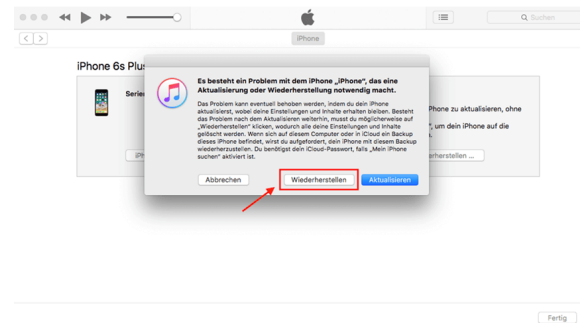 Suchen
iPhone
iPhone 6s Plus
Es besteht ein Problem mit dem iPhone „iPhone“, das eine
Aktualisierung oder Wiederherstellung notwendig macht.
Das Problem kann eventuell behoben werden, indem du dein iPhone
aktualisierst, wobei deine Einstellungen und Inhalte erhalten bleiben. Besteht
das Problem nach dem Aktualisieren weiterhin, musst du möglicherweise auf
„Wiederherstellen“ klicken, wodurch alle deine Einstellungen und Inhalte
gelöscht werden. Wenn sich auf diesem Computer oder in iCloud ein Backup
dieses iPhone befindet, wirst du aufgefordert, dein iPhone mit diesem Backup
wiederherzustellen. Du benötigst dein iCloud-Passwort, falls „Mein iPhone
suchen“ aktiviert ist.
Abbrechen
Wiederherstellen
Aktualisieren
Phone zu aktualisieren, ohne
, um dein iPhone auf die
erherstellen ...
Fertig